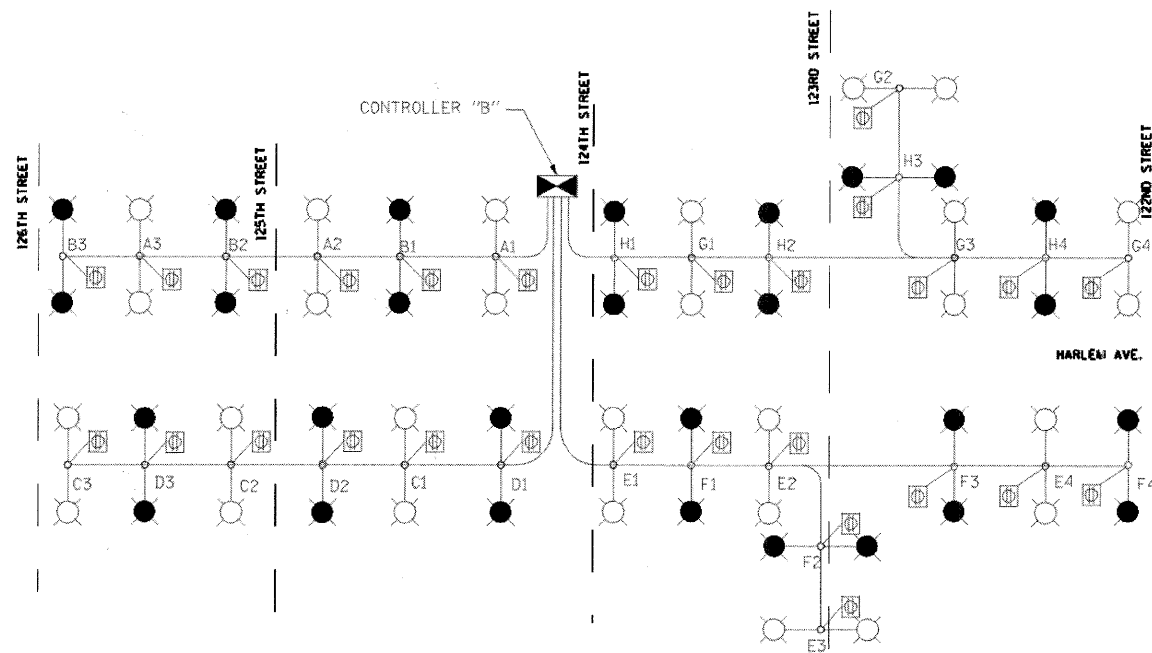 CONTROLLER "B"
126TH STREET
125TH STREET
124TH STREET
123RD STREET
122ND STREET
G2
H3
B3
A3
B2
A2
B1
A1
H1
G1
H2
G3
H4
G4
HARLEM AVE.
C3
D3
C2
D2
C1
D1
E1
F1
E2
F3
E4
F4
F2
E3